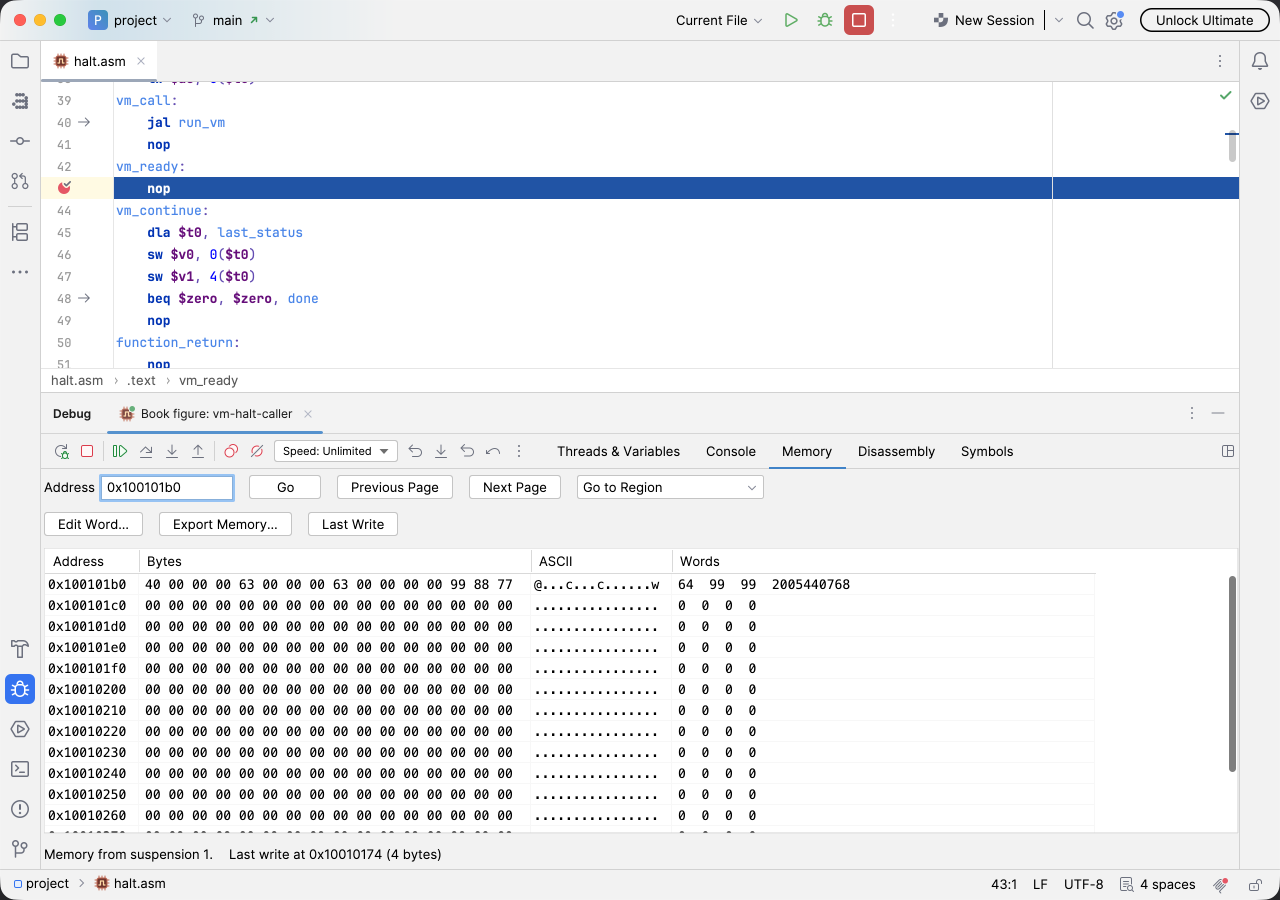 P project main Current File New Session Unlock Ultimate
halt.asm
39 vm_call:
40 jal run_vm
41 nop
42 vm_ready:
nop
44 vm_continue:
45 dla $t0, last_status
46 sw $v0, 0($t0)
47 sw $v1, 4($t0)
48 beq $zero, $zero, done
49 nop
50 function_return:
51 nop
halt.asm › .text › vm_ready
Debug Book figure: vm-halt-caller
Speed: Unlimited Threads & Variables Console Memory Disassembly Symbols
Address 0x100101b0 Go Previous Page Next Page Go to Region
Edit Word... Export Memory... Last Write
Address Bytes ASCII Words
0x100101b0 40 00 00 00 63 00 00 00 63 00 00 00 00 99 88 77 @...c...c......w 64 99 99 2005440768
0x100101c0 00 00 00 00 00 00 00 00 00 00 00 00 00 00 00 00 ................ 0 0 0 0
0x100101d0 00 00 00 00 00 00 00 00 00 00 00 00 00 00 00 00 ................ 0 0 0 0
0x100101e0 00 00 00 00 00 00 00 00 00 00 00 00 00 00 00 00 ................ 0 0 0 0
0x100101f0 00 00 00 00 00 00 00 00 00 00 00 00 00 00 00 00 ................ 0 0 0 0
0x10010200 00 00 00 00 00 00 00 00 00 00 00 00 00 00 00 00 ................ 0 0 0 0
0x10010210 00 00 00 00 00 00 00 00 00 00 00 00 00 00 00 00 ................ 0 0 0 0
0x10010220 00 00 00 00 00 00 00 00 00 00 00 00 00 00 00 00 ................ 0 0 0 0
0x10010230 00 00 00 00 00 00 00 00 00 00 00 00 00 00 00 00 ................ 0 0 0 0
0x10010240 00 00 00 00 00 00 00 00 00 00 00 00 00 00 00 00 ................ 0 0 0 0
0x10010250 00 00 00 00 00 00 00 00 00 00 00 00 00 00 00 00 ................ 0 0 0 0
0x10010260 00 00 00 00 00 00 00 00 00 00 00 00 00 00 00 00 ................ 0 0 0 0
Memory from suspension 1. Last write at 0x10010174 (4 bytes)
project › halt.asm 43:1 LF UTF-8 4 spaces